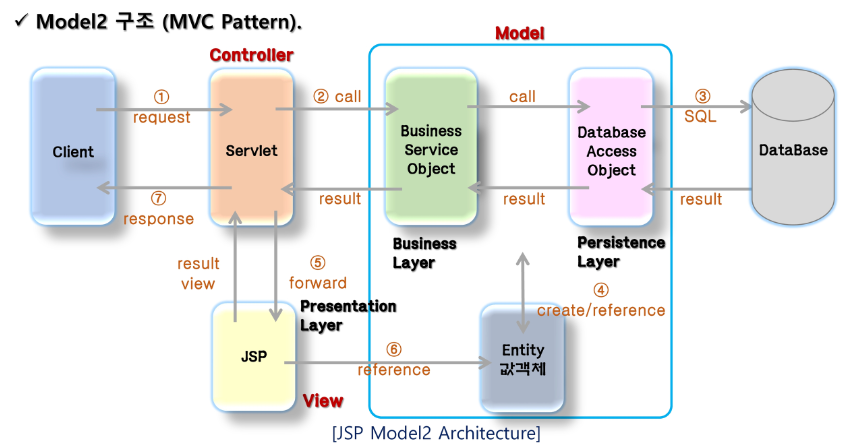 ✓ Model2 구조 (MVC Pattern).
Model
Controller
① request
② call
call
③ SQL
Client
Servlet
Business
Service
Object
Database
Access
Object
DataBase
⑦ response
result
result
result
Business
Layer
Persistence
Layer
result
view
⑤ forward
④ create/reference
Presentation
Layer
JSP
⑥ reference
Entity
값객체
View
[JSP Model2 Architecture]